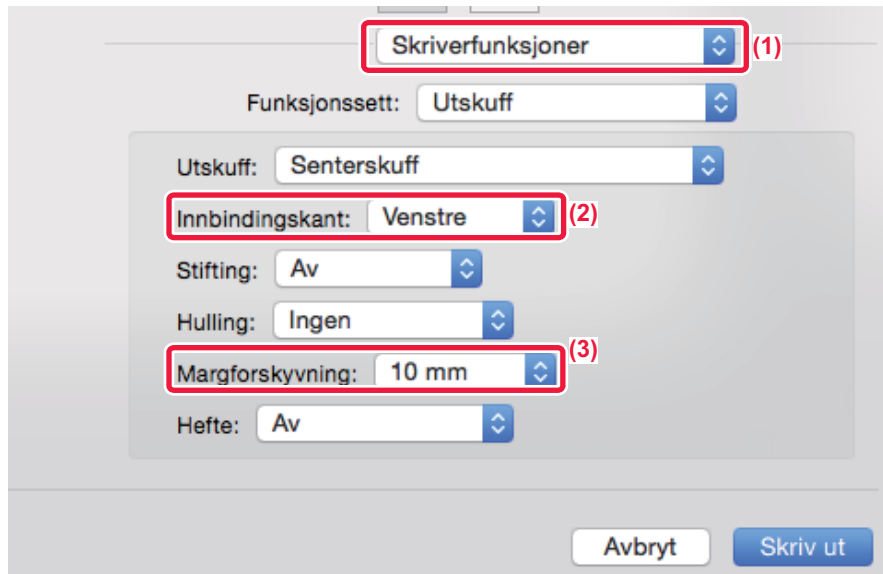 Skriverfunksjoner (1)
Funksjonssett: Utskuff
Utskuff: Senterskuff
Innbindingskant: Venstre (2)
Stifting: Av
Hulling: Ingen
(3)
Margforskyvning: 10 mm
Hefte: Av
Avbryt Skriv ut